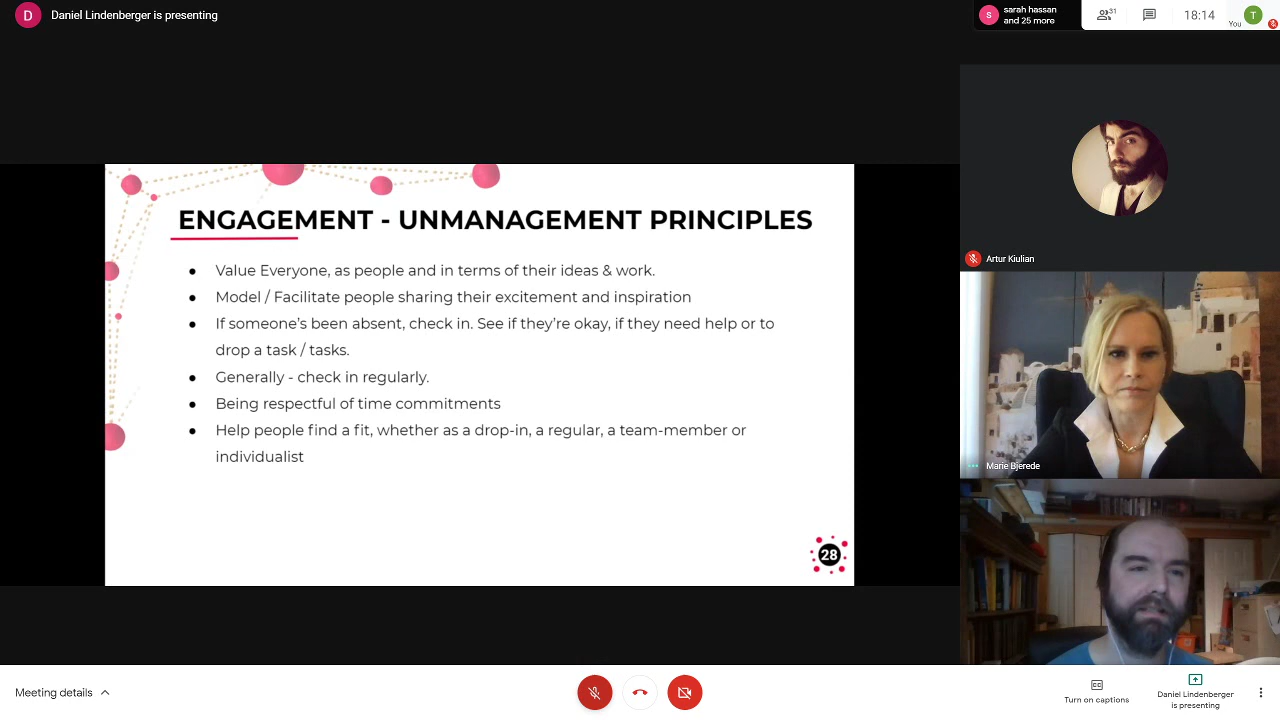 D Daniel Lindenberger is presenting
S sarah hassan
and 25 more
31
18:14
You
T
ENGAGEMENT - UNMANAGEMENT PRINCIPLES
● Value Everyone, as people and in terms of their ideas & work.
● Model / Facilitate people sharing their excitement and inspiration
● If someone's been absent, check in. See if they're okay, if they need help or to
drop a task / tasks.
● Generally - check in regularly.
● Being respectful of time commitments
● Help people find a fit, whether as a drop-in, a regular, a team-member or
individualist
28
Artur Kiulian
Marie Bjerede
Meeting details
CC
Turn on captions
Daniel Lindenberger
is presenting